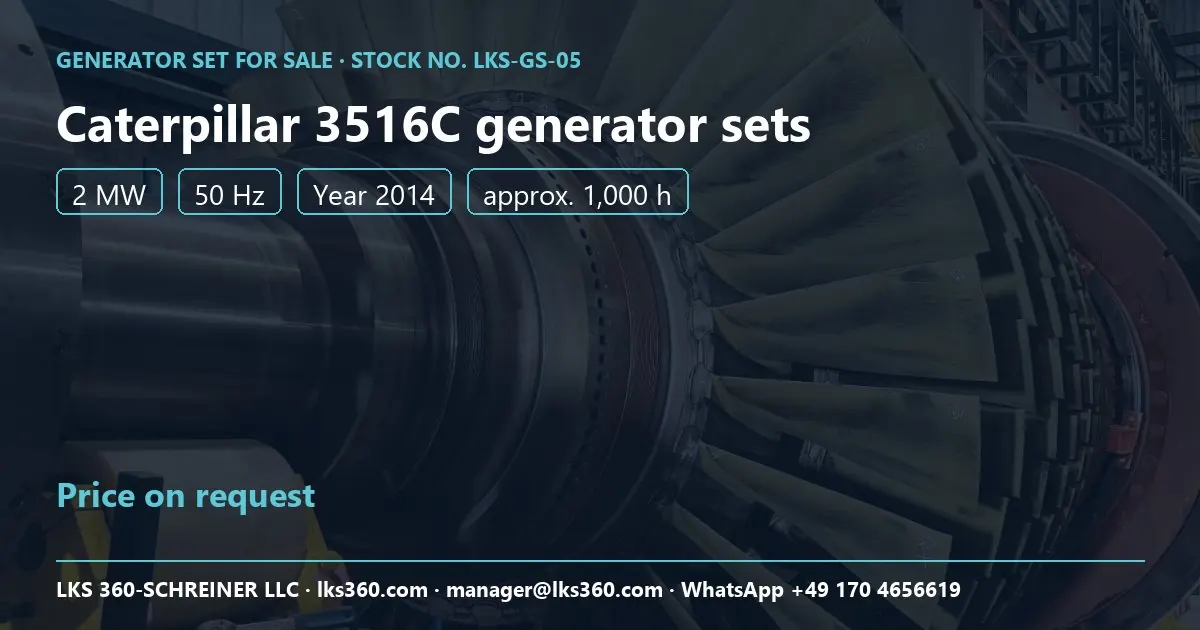 GENERATOR SET FOR SALE · STOCK NO. LKS-GS-05
Caterpillar 3516C generator sets
2 MW 50 Hz Year 2014 approx. 1,000 h
Price on request
LKS 360-SCHREINER LLC · lks360.com · manager@lks360.com · WhatsApp +49 170 4656619